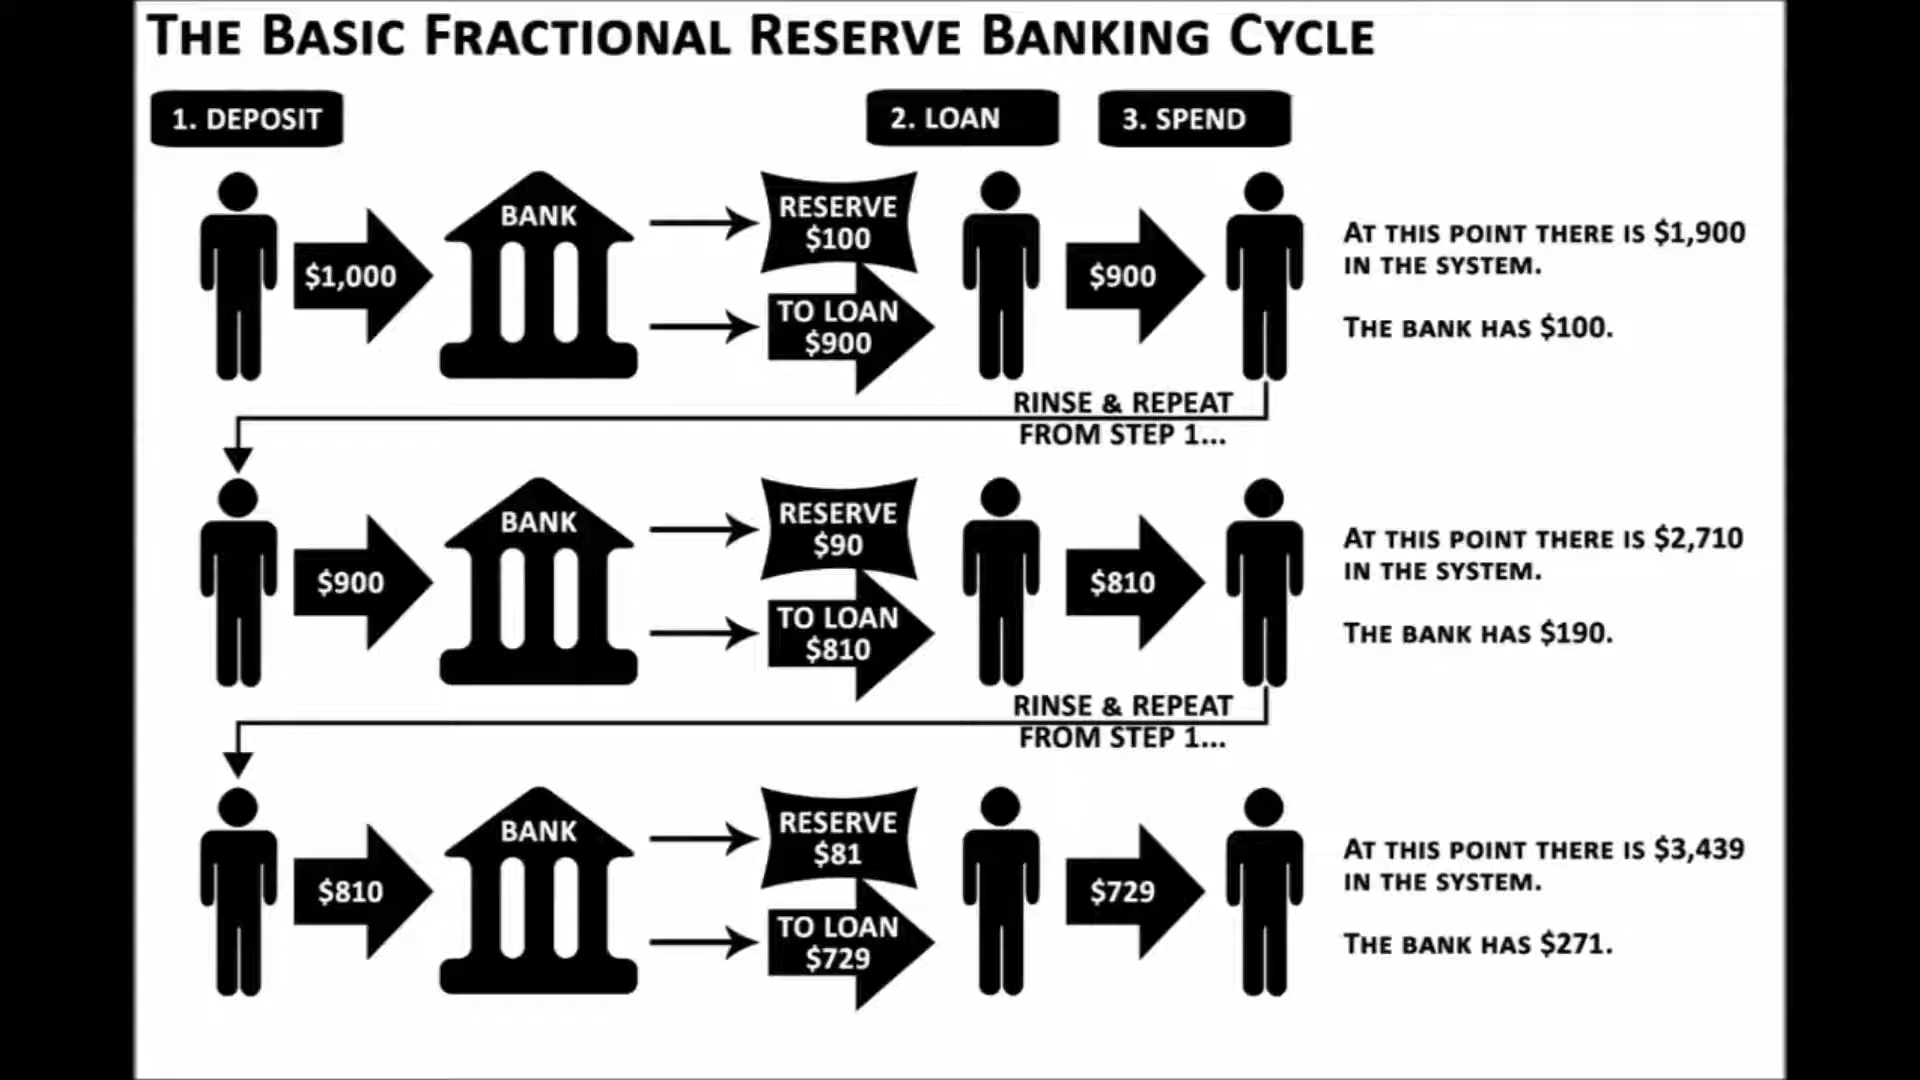 THE BASIC FRACTIONAL RESERVE BANKING CYCLE
1. DEPOSIT
2. LOAN
3. SPEND
$1,000
BANK
RESERVE
$100
TO LOAN
$900
$900
AT THIS POINT THERE IS $1,900
IN THE SYSTEM.
THE BANK HAS $100.
RINSE & REPEAT
FROM STEP 1...
$900
BANK
RESERVE
$90
TO LOAN
$810
$810
AT THIS POINT THERE IS $2,710
IN THE SYSTEM.
THE BANK HAS $190.
RINSE & REPEAT
FROM STEP 1...
$810
BANK
RESERVE
$81
TO LOAN
$729
$729
AT THIS POINT THERE IS $3,439
IN THE SYSTEM.
THE BANK HAS $271.